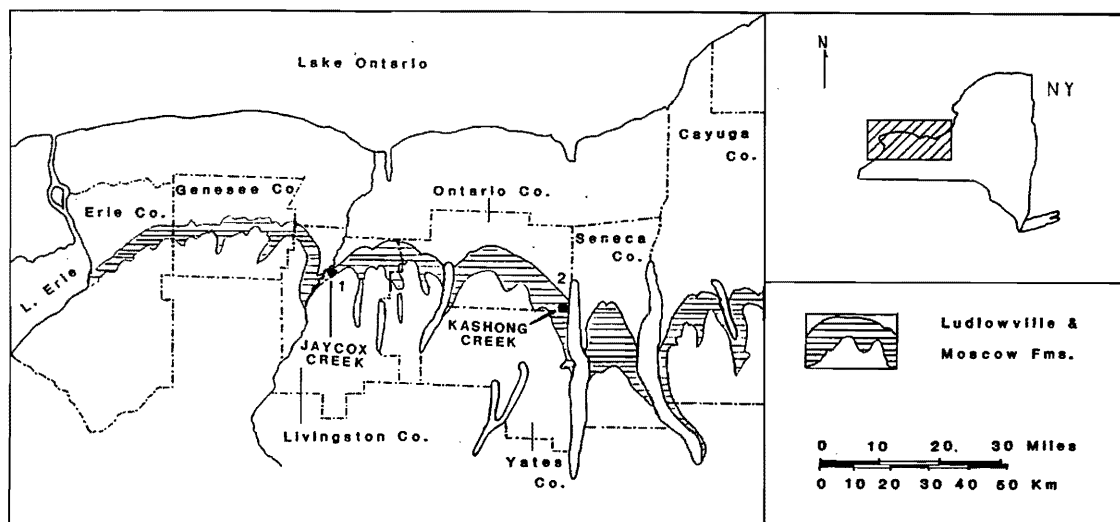 Lake Ontario
Cayuga
Co.
Genesee Co.
Ontario Co.
Erie Co.
Seneca
Co.
L. Erie
1
2
KASHONG
CREEK
JAYCOX
CREEK
Livingston Co.
Yates
Co.
N
NY
Ludlowville &
Moscow Fms.
0 10 20 30 Miles
0 10 20 30 40 50 Km